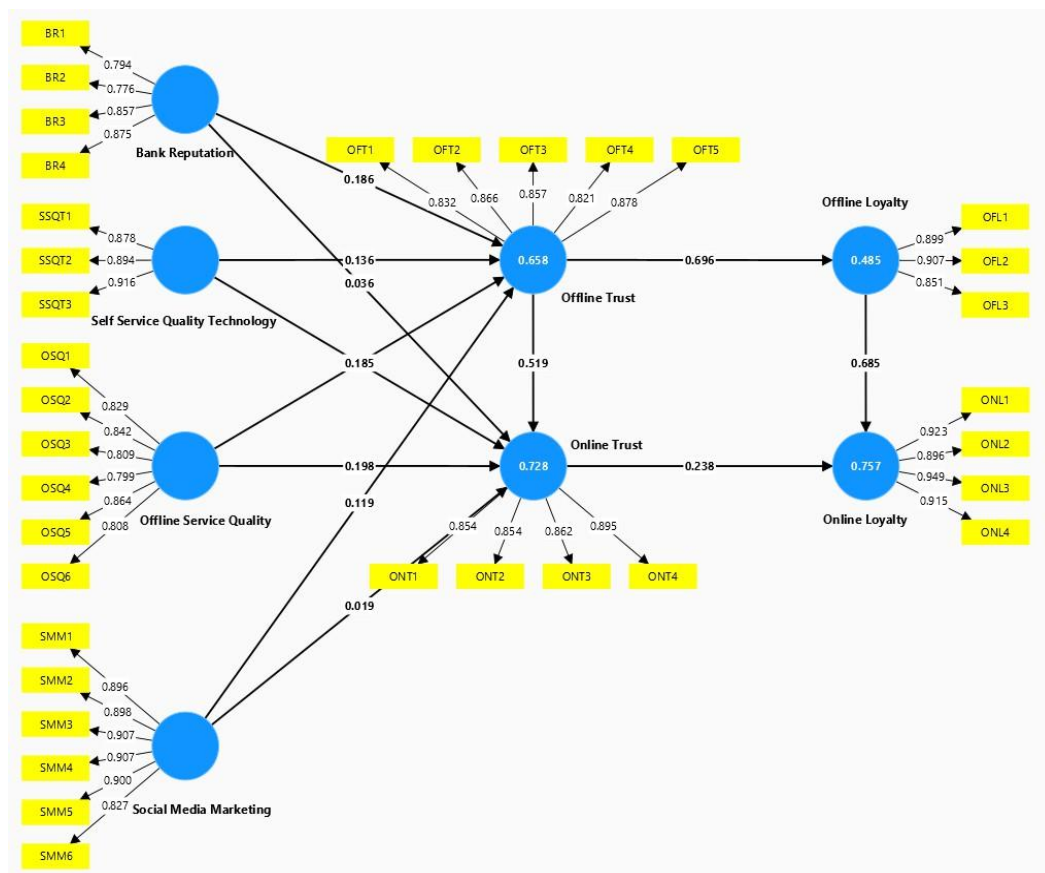 BR1
0.794
BR2
0.776
BR3
0.857
BR4
0.875
Bank Reputation
SSQT1
0.878
SSQT2
0.894
SSQT3
0.916
Self Service Quality Technology
OSQ1
0.829
OSQ2
0.842
OSQ3
0.809
OSQ4
0.799
OSQ5
0.864
OSQ6
0.808
Offline Service Quality
SMM1
0.896
SMM2
0.898
SMM3
0.907
SMM4
0.907
SMM5
0.900
SMM6
0.827
Social Media Marketing
0.186
0.136
0.036
0.185
0.198
0.119
0.019
OFT1
OFT2
OFT3
OFT4
OFT5
0.832
0.866
0.857
0.821
0.878
0.658
Offline Trust
0.519
Online Trust
0.728
0.854
0.854
0.862
0.895
ONT1
ONT2
ONT3
ONT4
0.696
0.238
Offline Loyalty
0.485
0.899
OFL1
0.907
OFL2
0.851
OFL3
0.685
0.757
Online Loyalty
0.923
ONL1
0.896
ONL2
0.949
ONL3
0.915
ONL4